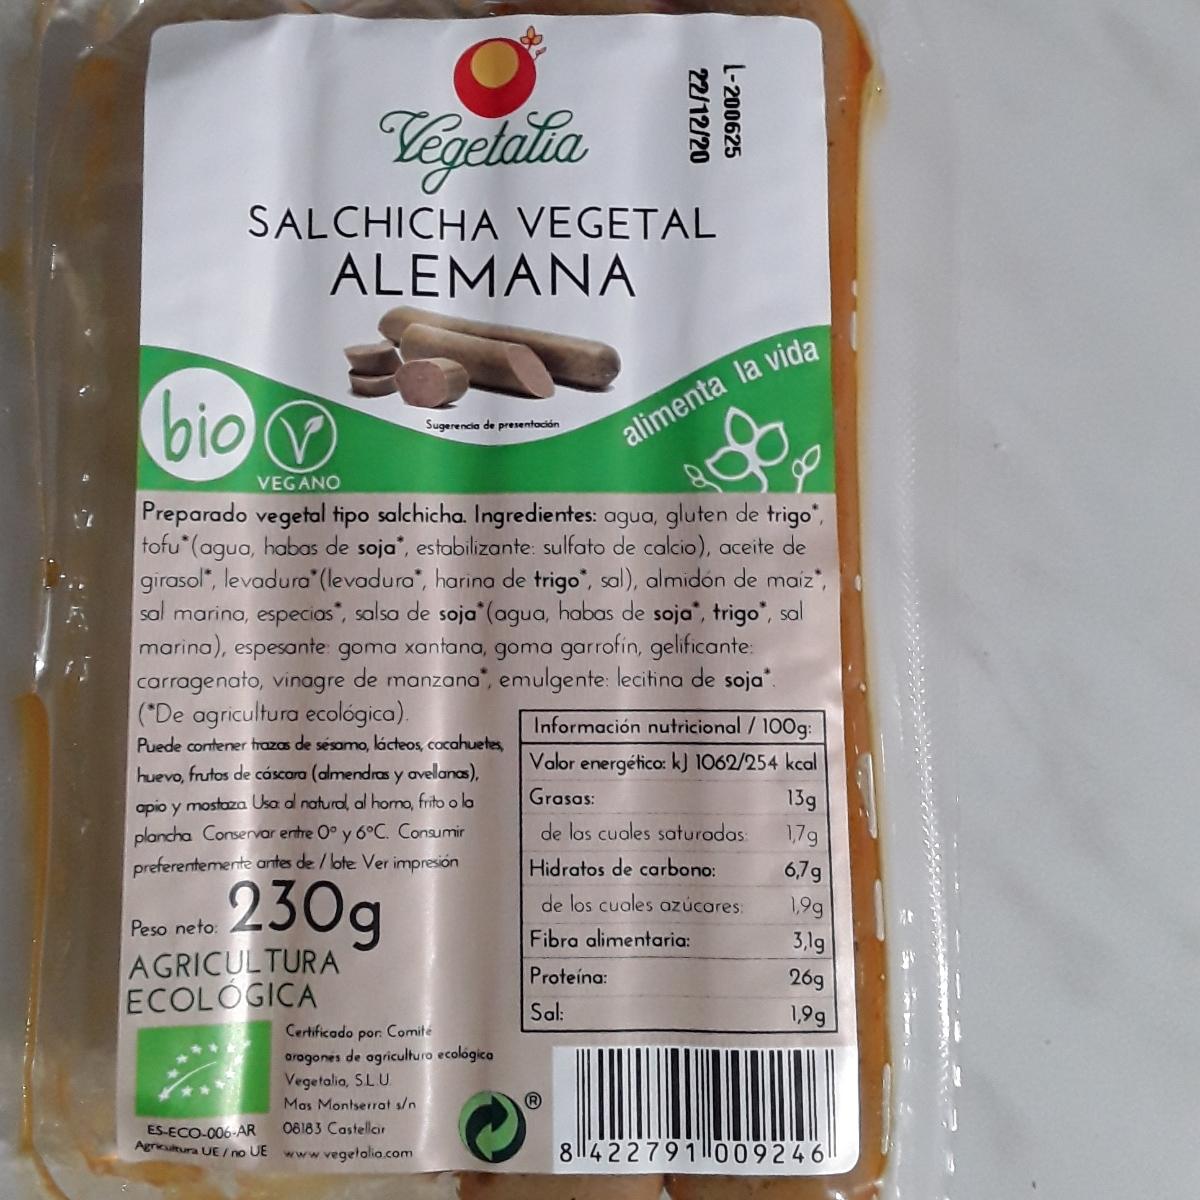 Vegetalia
L-200625
22/12/20
SALCHICHA VEGETAL
ALEMANA
Sugerencia de presentación
alimenta la vida
bio
V
VEGANO
Preparado vegetal tipo salchicha. Ingredientes: agua, gluten de trigo*,
tofu*(agua, habas de soja*, estabilizante: sulfato de calcio), aceite de
girasol*, levadura*(levadura*, harina de trigo*, sal), almidón de maíz*,
sal marina, especias*, salsa de soja*(agua, habas de soja*, trigo*, sal
marina), espesante: goma xantana, goma garrofín, gelificante:
carragenato, vinagre de manzana*, emulgente: lecitina de soja*.
(*De agricultura ecológica).
Puede contener trazas de sésamo, lácteos, cacahuetes,
huevo, frutos de cáscara (almendras y avellanas),
apio y mostaza. Uso: al natural, al horno, frito o la
plancha. Conservar entre 0º y 6ºC. Consumir
preferentemente antes de: / lote: Ver impresión
Peso neto: 230g
AGRICULTURA
ECOLÓGICA
Información nutricional / 100g:
Valor energético: kJ 1062/254 kcal
Grasas: 13g
de las cuales saturadas: 1,7g
Hidratos de carbono: 6,7g
de los cuales azúcares: 1,9g
Fibra alimentaria: 3,1g
Proteína: 26g
Sal: 1,9g
Certificado por: Comité
aragonés de agricultura ecológica
Vegetalia, S.L.U.
Mas Montserrat s/n
08183 Castellcir
www.vegetalia.com
ES-ECO-006-AR
Agricultura UE / no UE
®
8 422791 009246